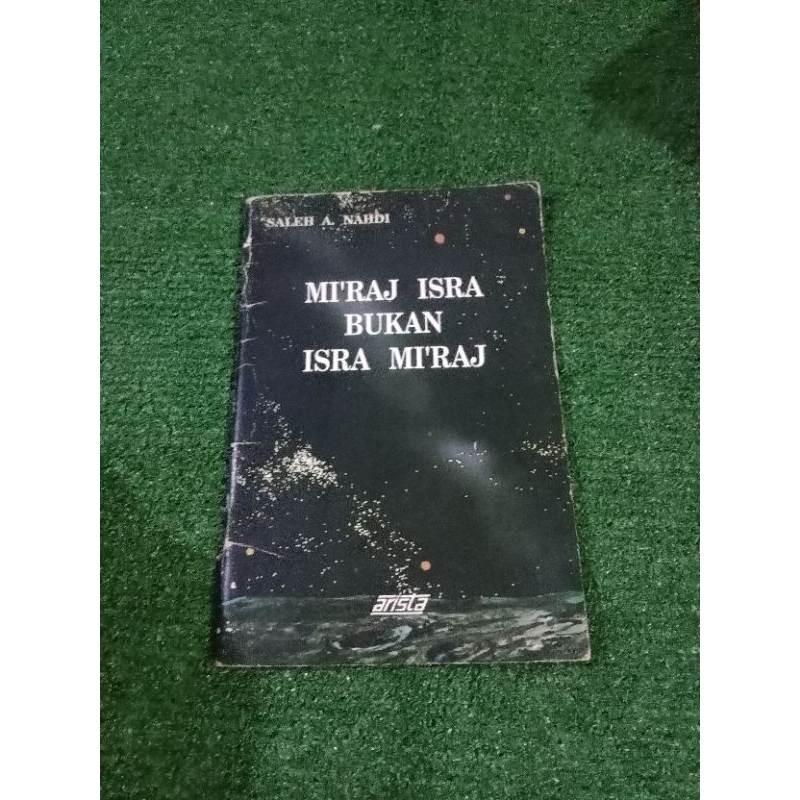 SALEH A. NAHDI
MI'RAJ ISRA
BUKAN
ISRA MI'RAJ
arista